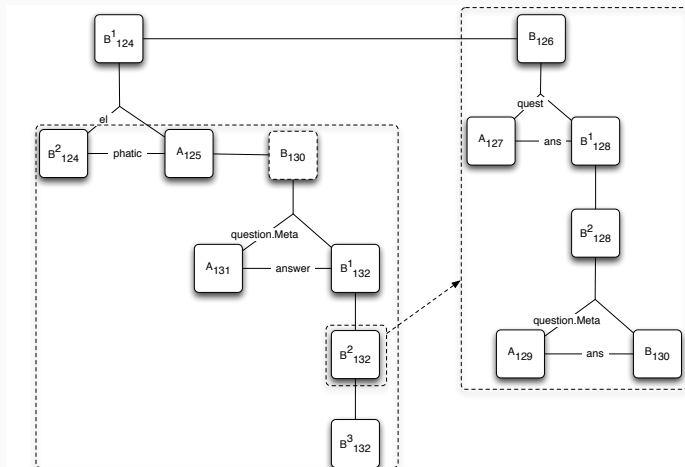 B¹₁₂₄
B₁₂₆
el
quest
B²₁₂₄
phatic
A₁₂₅
B₁₃₀
A₁₂₇
ans
B¹₁₂₈
B²₁₂₈
question.Meta
A₁₃₁
answer
B¹₁₃₂
question.Meta
B²₁₃₂
A₁₂₉
ans
B₁₃₀
B³₁₃₂